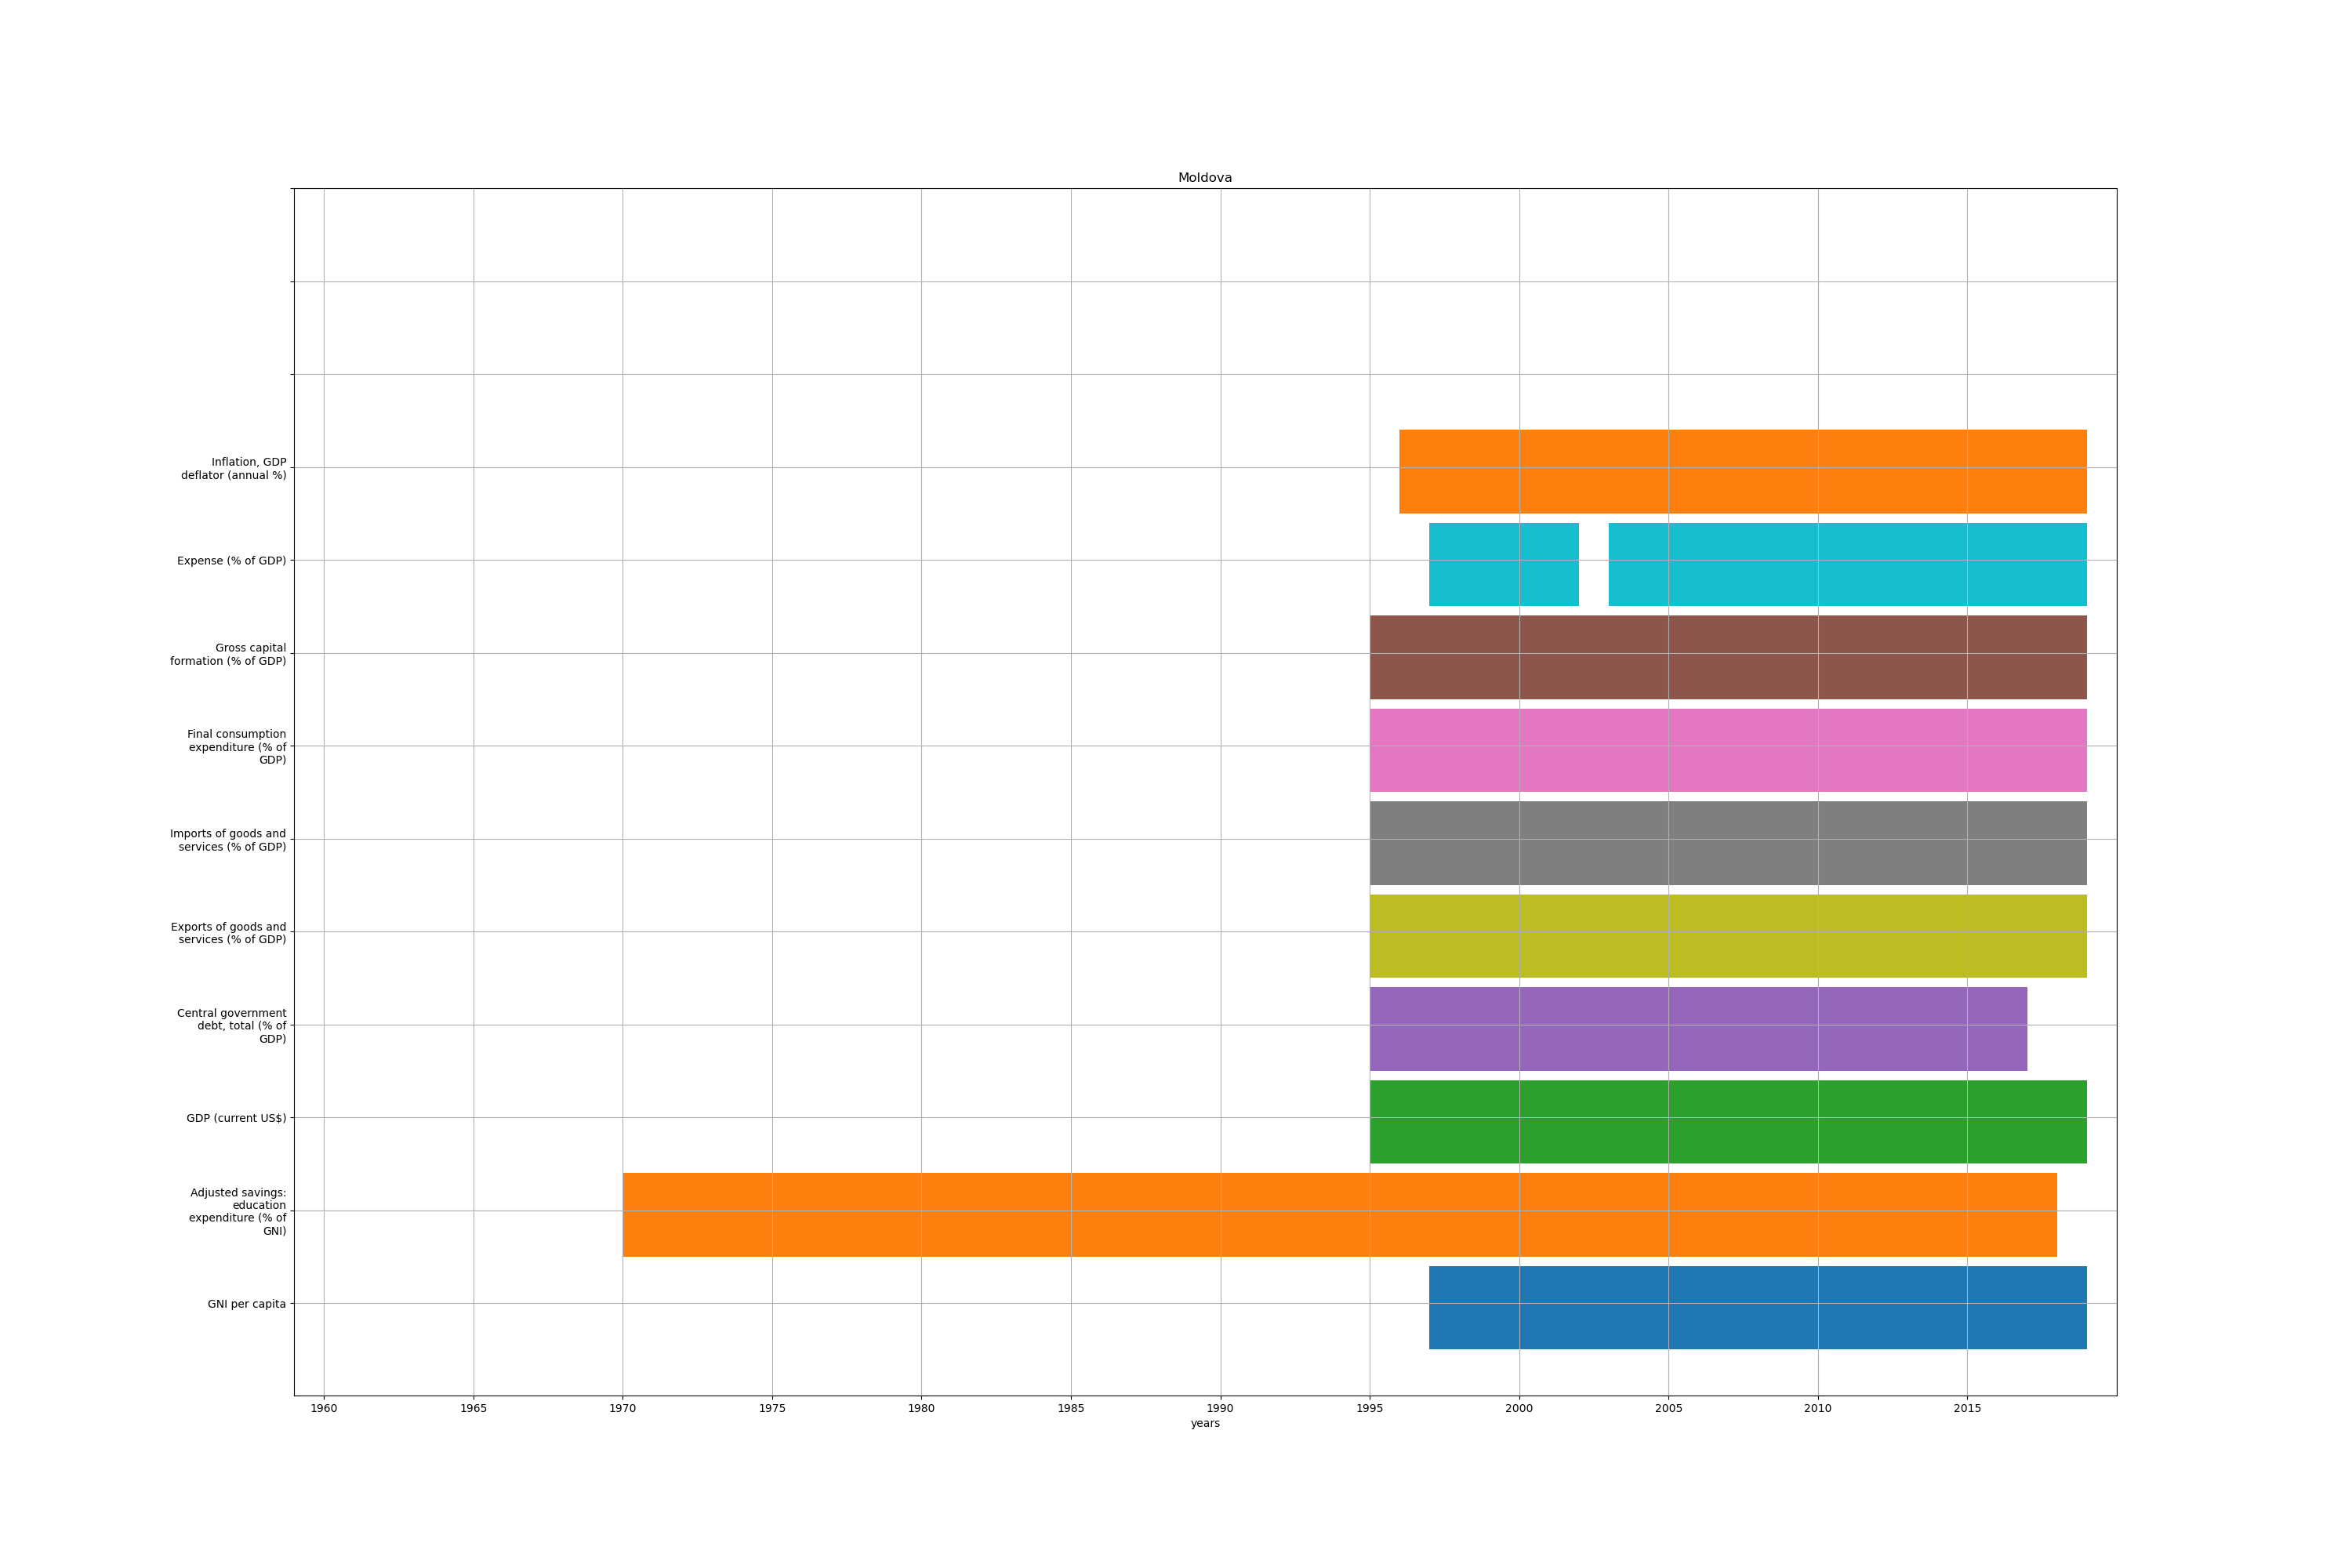 Moldova
Inflation, GDP
deflator (annual %)
Expense (% of GDP)
Gross capital
formation (% of GDP)
Final consumption
expenditure (% of
GDP)
Imports of goods and
services (% of GDP)
Exports of goods and
services (% of GDP)
Central government
debt, total (% of
GDP)
GDP (current US$)
Adjusted savings:
education
expenditure (% of
GNI)
GNI per capita
1960 1965 1970 1975 1980 1985 1990 1995 2000 2005 2010 2015
years